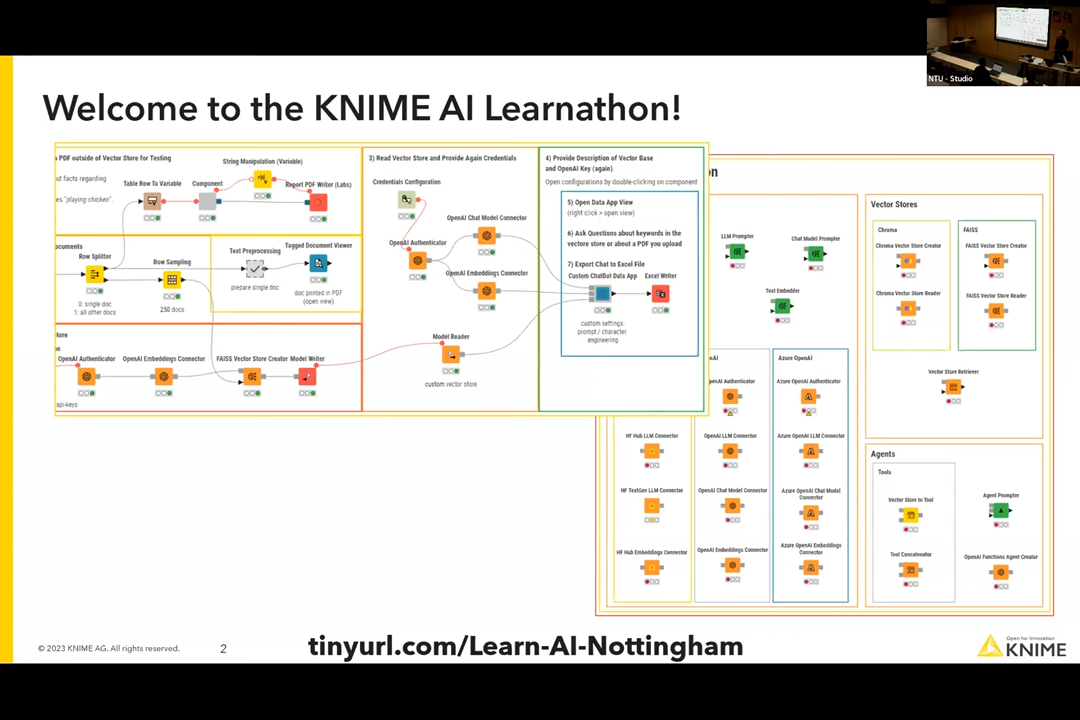 NTU - Studio
Welcome to the KNIME AI Learnathon!
PDF outside of Vector Store for Testing
ut facts regarding
es "playing chicken".
Table Row To Variable
Component
String Manipulation (Variable)
Report PDF Writer (Labs)
ocuments
Row Splitter
0: single doc
1: all other docs
Row Sampling
250 docs
Text Preprocessing
prepare single doc
Tagged Document Viewer
doc printed in PDF
(open view)
tore
OpenAI Authenticator
OpenAI Embeddings Connector
FAISS Vector Store Creator
Model Writer
api-keys
3) Read Vector Store and Provide Again Credentials
Credentials Configuration
OpenAI Authenticator
OpenAI Chat Model Connector
OpenAI Embeddings Connector
Model Reader
custom vector store
4) Provide Description of Vector Base
and OpenAI Key (again)
Open configurations by double-clicking on component
5) Open Data App View
(right click > open view)
6) Ask Questions about keywords in the
vectore store or about a PDF you upload
7) Export Chat to Excel File
Custom ChatBot Data App
Excel Writer
custom settings:
prompt / character
engineering
on
LLM Prompter
Chat Model Prompter
Text Embedder
HF Hub LLM Connector
HF TextGen LLM Connector
HF Hub Embeddings Connector
nAI
OpenAI Authenticator
OpenAI LLM Connector
OpenAI Chat Model Connector
OpenAI Embeddings Connector
Azure OpenAI
Azure OpenAI Authenticator
Azure OpenAI LLM Connector
Azure OpenAI Chat Model
Connector
Azure OpenAI Embeddings
Connector
Vector Stores
Chroma
Chroma Vector Store Creator
Chroma Vector Store Reader
FAISS
FAISS Vector Store Creator
FAISS Vector Store Reader
Vector Store Retriever
Agents
Tools
Vector Store to Tool
Tool Concatenator
Agent Prompter
OpenAI Functions Agent Creator
© 2023 KNIME AG. All rights reserved.
2
tinyurl.com/Learn-AI-Nottingham
Open for Innovation
KNIME